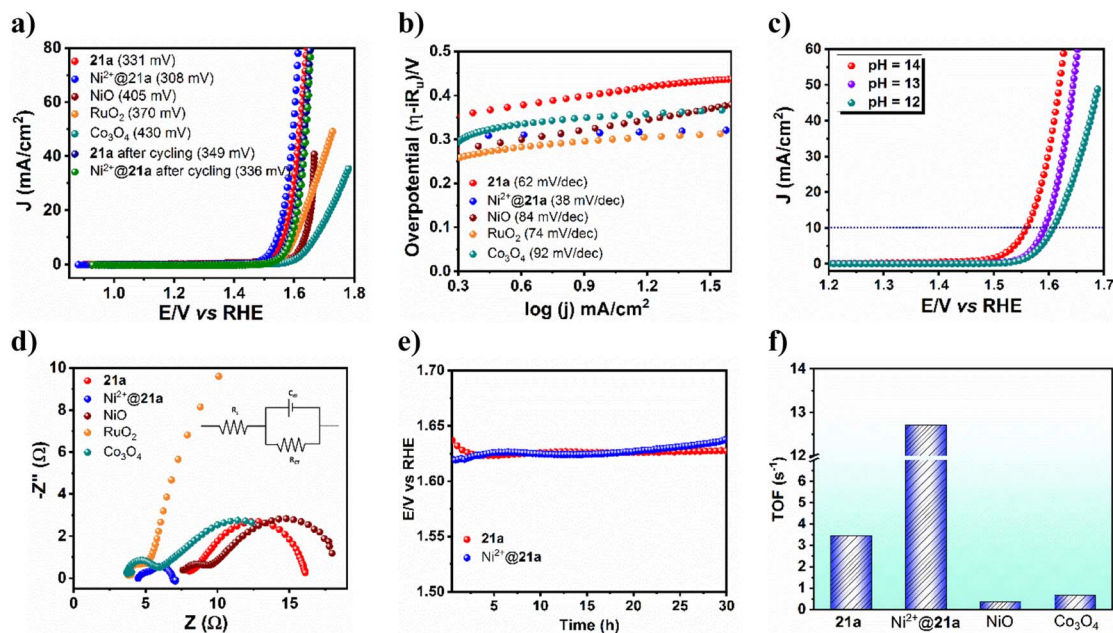 a)
80
70
60
50
40
30
20
10
0
J (mA/cm²)
21a (331 mV)
Ni²⁺@21a (308 mV)
NiO (405 mV)
RuO₂ (370 mV)
Co₃O₄ (430 mV)
21a after cycling (349 mV)
Ni²⁺@21a after cycling (336 mV)
1.0 1.2 1.4 1.6 1.8
E/V vs RHE
b)
0.5
0.4
0.3
0.2
0.1
0.0
Overpotential (η-iRᵤ)/V
21a (62 mV/dec)
Ni²⁺@21a (38 mV/dec)
NiO (84 mV/dec)
RuO₂ (74 mV/dec)
Co₃O₄ (92 mV/dec)
0.3 0.6 0.9 1.2 1.5
log (j) mA/cm²
c)
60
50
40
30
20
10
0
J (mA/cm²)
pH = 14
pH = 13
pH = 12
1.2 1.3 1.4 1.5 1.6 1.7
E/V vs RHE
d)
10
8
6
4
2
0
-Z" (Ω)
21a
Ni²⁺@21a
NiO
RuO₂
Co₃O₄
0 5 10 15
Z (Ω)
e)
1.70
1.65
1.60
1.55
1.50
E/V vs RHE
21a
Ni²⁺@21a
5 10 15 20 25 30
Time (h)
f)
14
13
12
6
5
4
3
2
1
0
TOF (s⁻¹)
21a Ni²⁺@21a NiO Co₃O₄